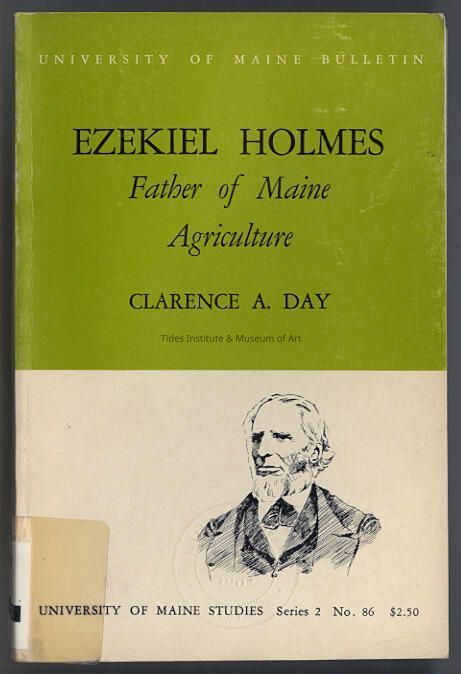 UNIVERSITY OF MAINE BULLETIN
EZEKIEL HOLMES
Father of Maine
Agriculture
CLARENCE A. DAY
Tides Institute & Museum of Art
UNIVERSITY OF MAINE STUDIES Series 2 No. 86 $2.50